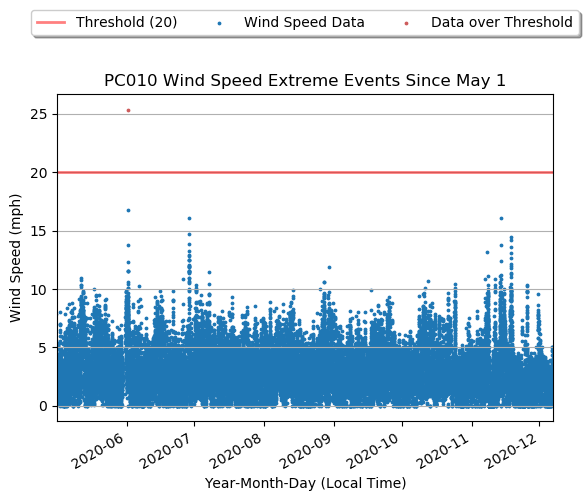 Threshold (20) Wind Speed Data Data over Threshold
PC010 Wind Speed Extreme Events Since May 1
25
20
15
10
5
0
Wind Speed (mph)
2020-06 2020-07 2020-08 2020-09 2020-10 2020-11 2020-12
Year-Month-Day (Local Time)